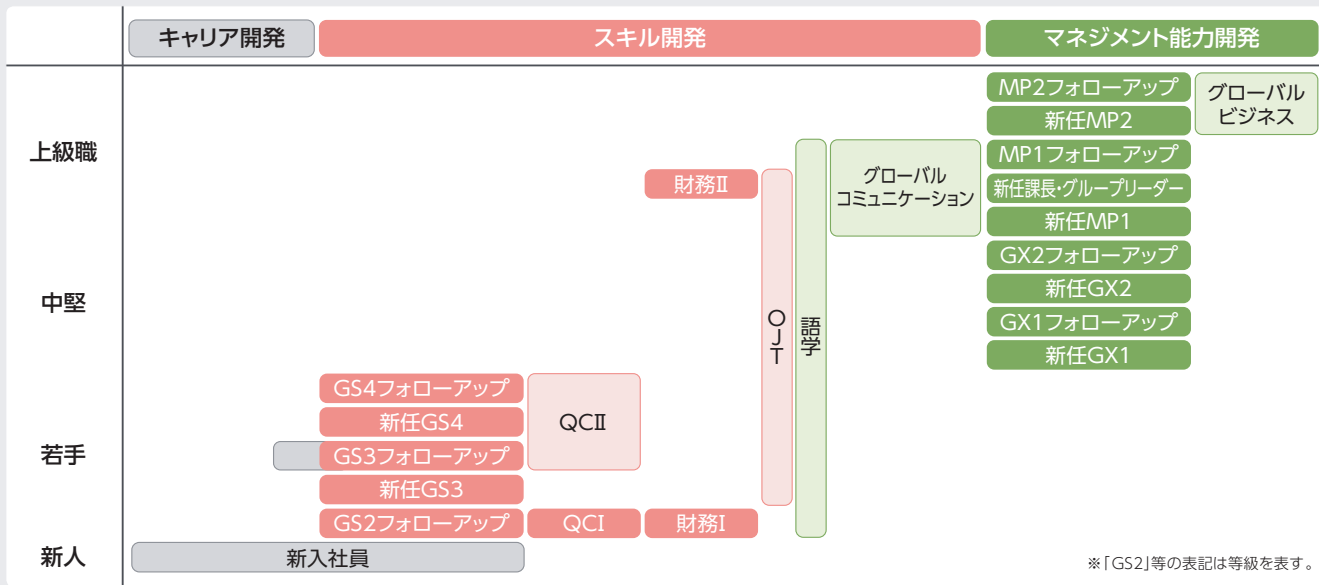 キャリア開発
スキル開発
マネジメント能力開発
上級職
中堅
若手
新人
MP2フォローアップ
新任MP2
MP1フォローアップ
新任課長・グループリーダー
新任MP1
GX2フォローアップ
新任GX2
GX1フォローアップ
新任GX1
グローバル
ビジネス
グローバル
コミュニケーション
語学
OJT
財務Ⅱ
GS4フォローアップ
新任GS4
GS3フォローアップ
新任GS3
GS2フォローアップ
QCⅡ
QCⅠ
財務Ⅰ
新入社員
※「GS2」等の表記は等級を表す。